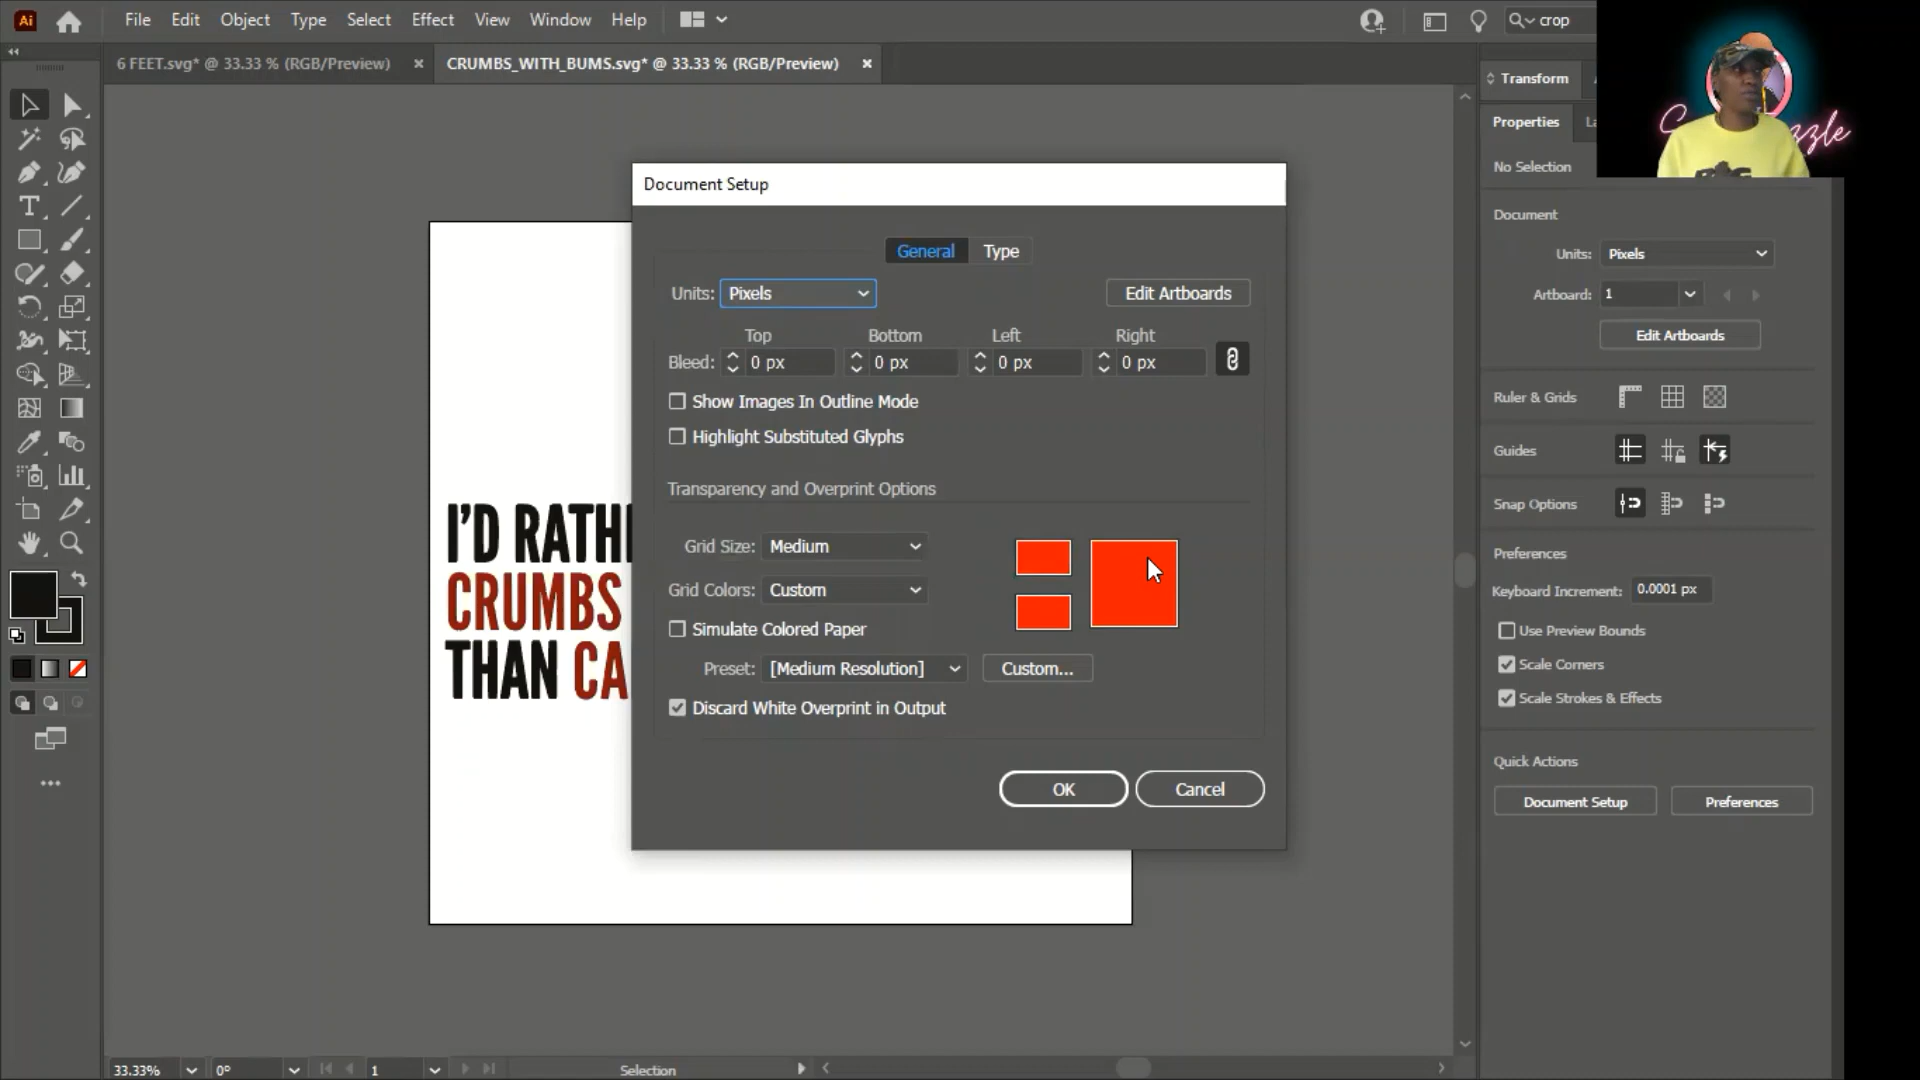 Ai
File Edit Object Type Select Effect View Window Help
crop
6 FEET.svg* @ 33.33 % (RGB/Preview)
CRUMBS_WITH_BUMS.svg* @ 33.33 % (RGB/Preview)
Document Setup
General Type
Units: Pixels
Edit Artboards
Top Bottom Left Right
Bleed: 0 px 0 px 0 px 0 px
Show Images In Outline Mode
Highlight Substituted Glyphs
Transparency and Overprint Options
Grid Size: Medium
Grid Colors: Custom
Simulate Colored Paper
Preset: [Medium Resolution] Custom...
Discard White Overprint in Output
OK Cancel
I'D RATH
CRUMBS
THAN CA
Transform
Properties La
No Selection
Document
Units: Pixels
Artboard: 1
Edit Artboards
Ruler & Grids
Guides
Snap Options
Preferences
Keyboard Increment: 0.0001 px
Use Preview Bounds
Scale Corners
Scale Strokes & Effects
Quick Actions
Document Setup Preferences
33.33% 0° 1 Selection